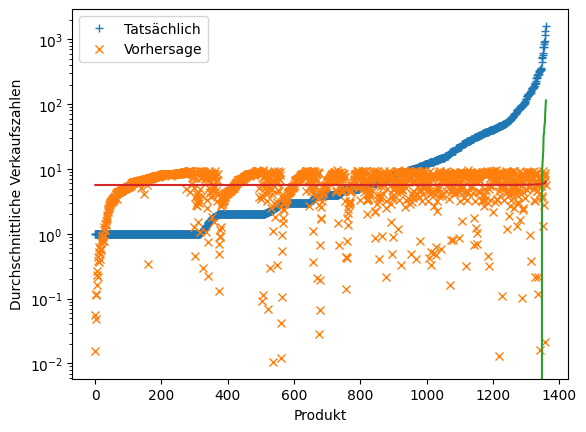 Tatsächlich
Vorhersage
Durchschnittliche Verkaufszahlen
10³
10²
10¹
10⁰
10⁻¹
10⁻²
0 200 400 600 800 1000 1200 1400
Produkt